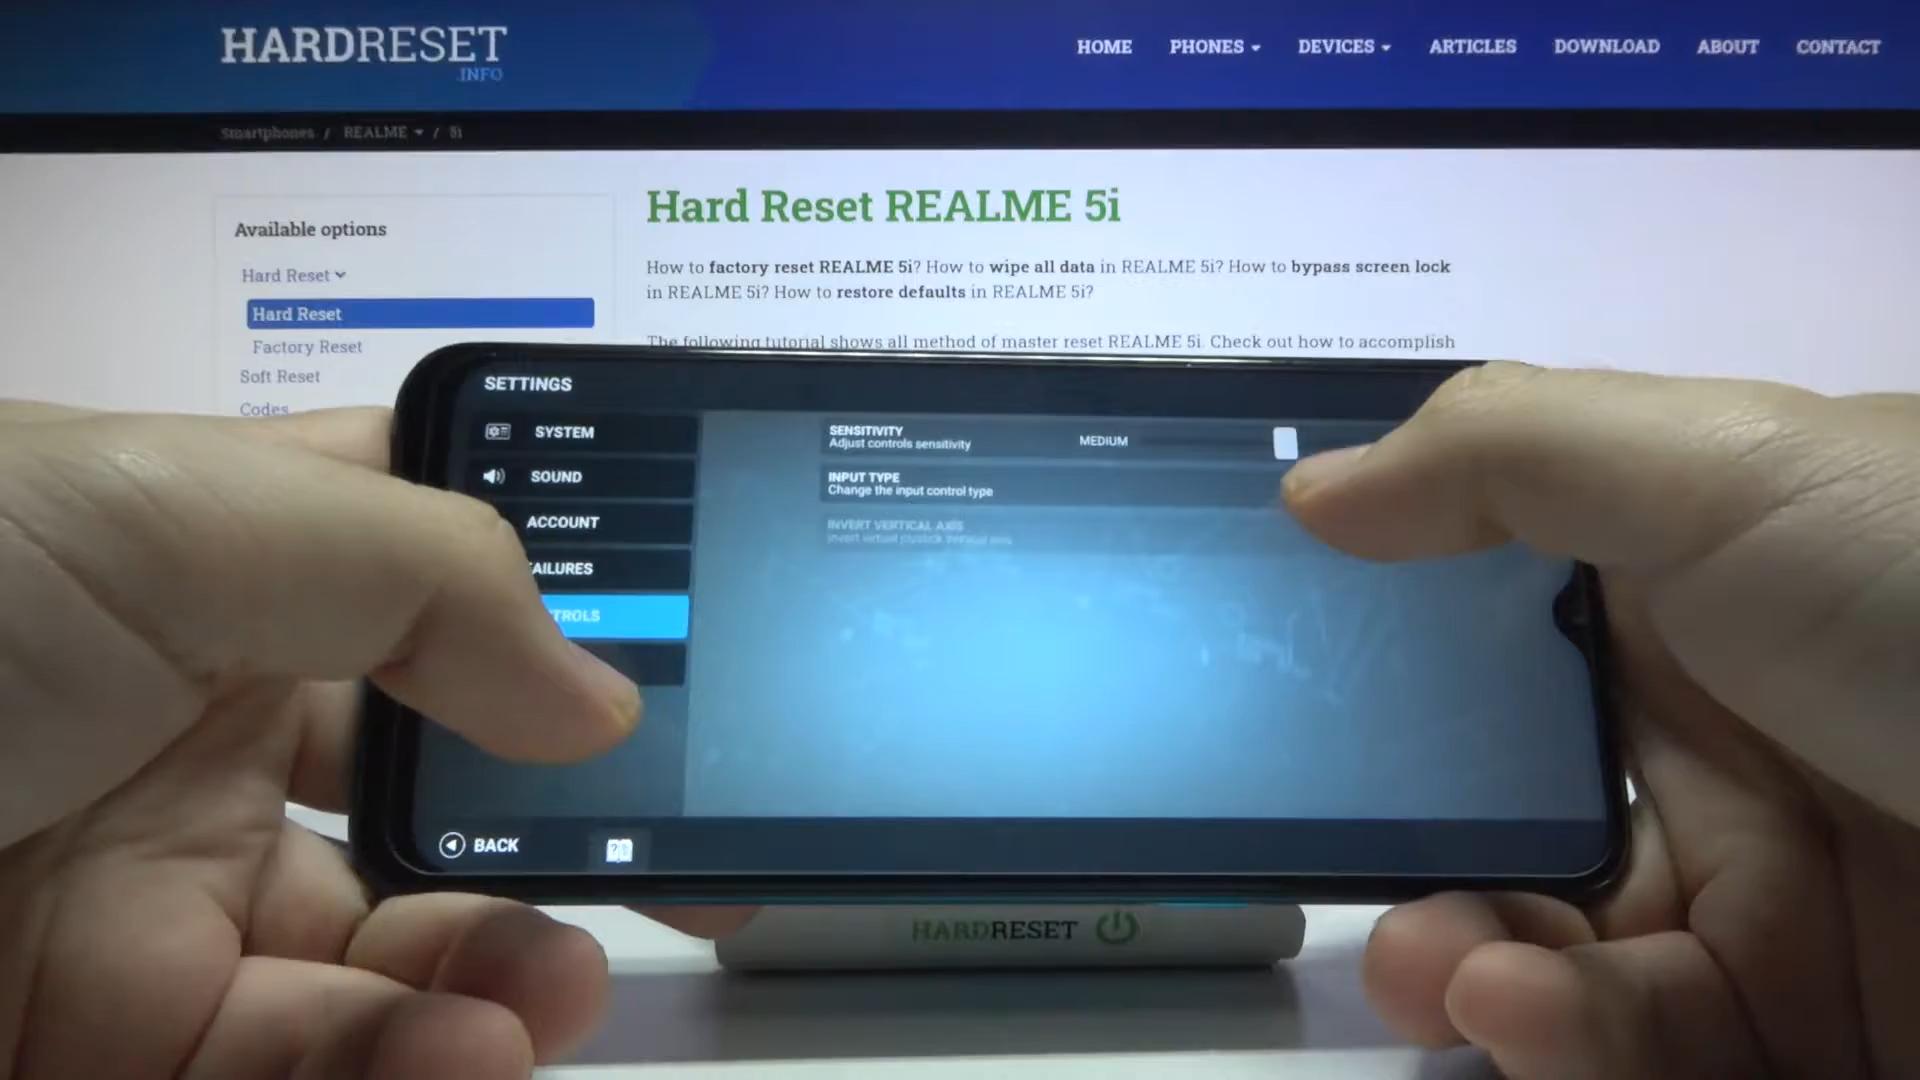 HARDRESET
.INFO
HOME PHONES DEVICES ARTICLES DOWNLOAD ABOUT CONTACT
Smartphones / REALME / 5i
Available options
Hard Reset
Hard Reset
Factory Reset
Soft Reset
Codes
Hard Reset REALME 5i
How to factory reset REALME 5i? How to wipe all data in REALME 5i? How to bypass screen lock
in REALME 5i? How to restore defaults in REALME 5i?
The following tutorial shows all method of master reset REALME 5i. Check out how to accomplish
SETTINGS
SYSTEM
SOUND
ACCOUNT
AILURES
TROLS
SENSITIVITY
Adjust controls sensitivity
MEDIUM
INPUT TYPE
Change the input control type
INVERT VERTICAL AXIS
Invert virtual joystick vertical axis
BACK
HARDRESET